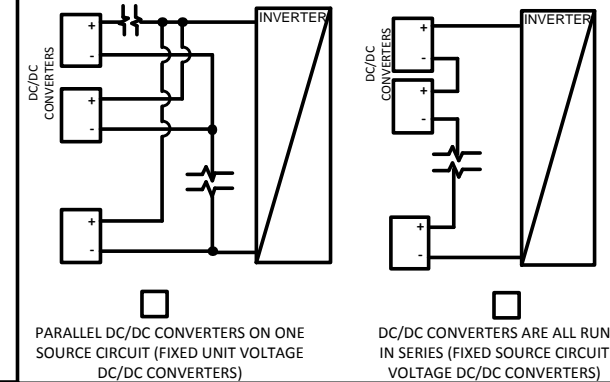 INVERTER
DC/DC
CONVERTERS
+
-
+
-
+
-
PARALLEL DC/DC CONVERTERS ON ONE
SOURCE CIRCUIT (FIXED UNIT VOLTAGE
DC/DC CONVERTERS)
INVERTER
DC/DC
CONVERTERS
+
-
+
-
+
-
DC/DC CONVERTERS ARE ALL RUN
IN SERIES (FIXED SOURCE CIRCUIT
VOLTAGE DC/DC CONVERTERS)